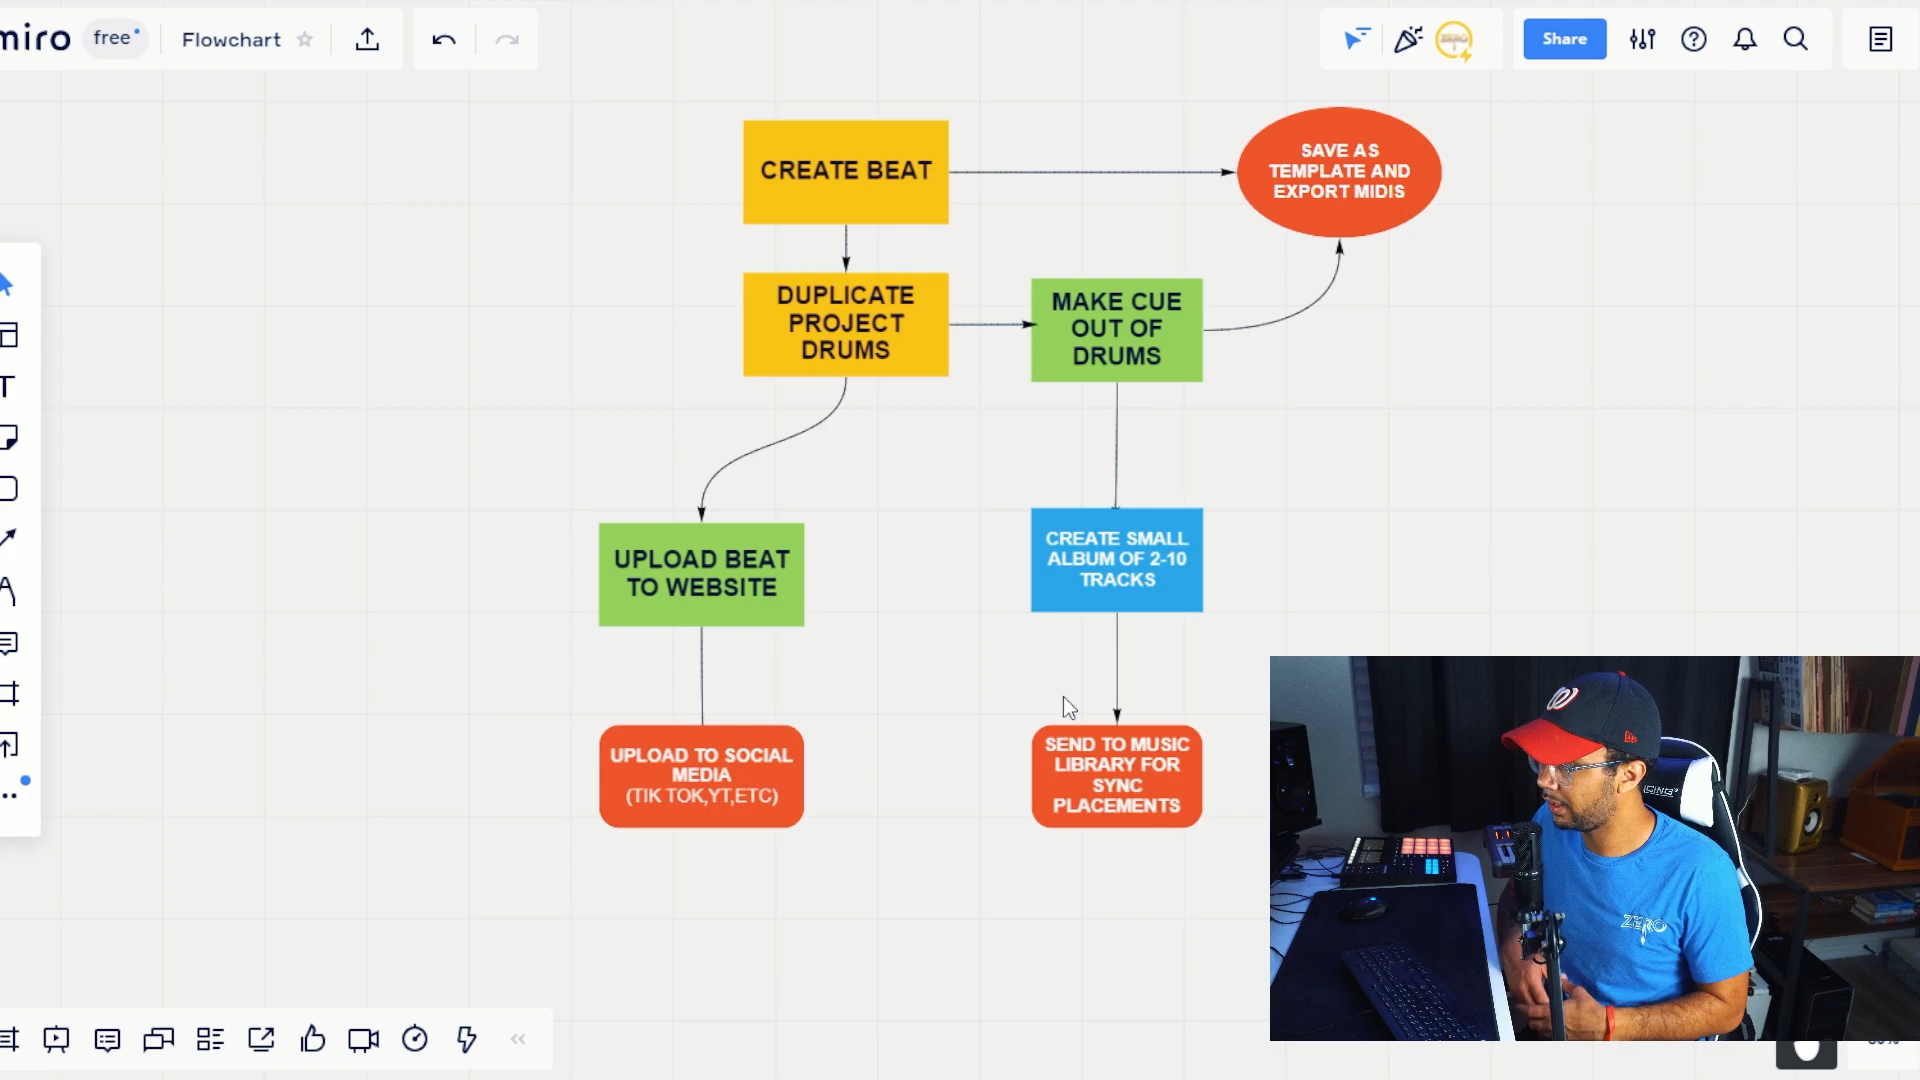 miro
free
Flowchart
Share
CREATE BEAT
SAVE AS
TEMPLATE AND
EXPORT MIDIS
DUPLICATE
PROJECT
DRUMS
MAKE CUE
OUT OF
DRUMS
UPLOAD BEAT
TO WEBSITE
CREATE SMALL
ALBUM OF 2-10
TRACKS
UPLOAD TO SOCIAL
MEDIA
(TIK TOK,YT,ETC)
SEND TO MUSIC
LIBRARY FOR
SYNC
PLACEMENTS
ZERO